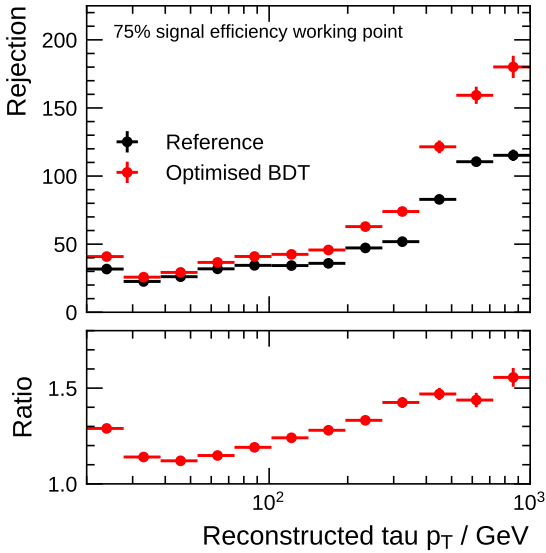 75% signal efficiency working point
Rejection
200
150
100
50
0
Reference
Optimised BDT
Ratio
1.5
1.0
10²
10³
Reconstructed tau p_T / GeV